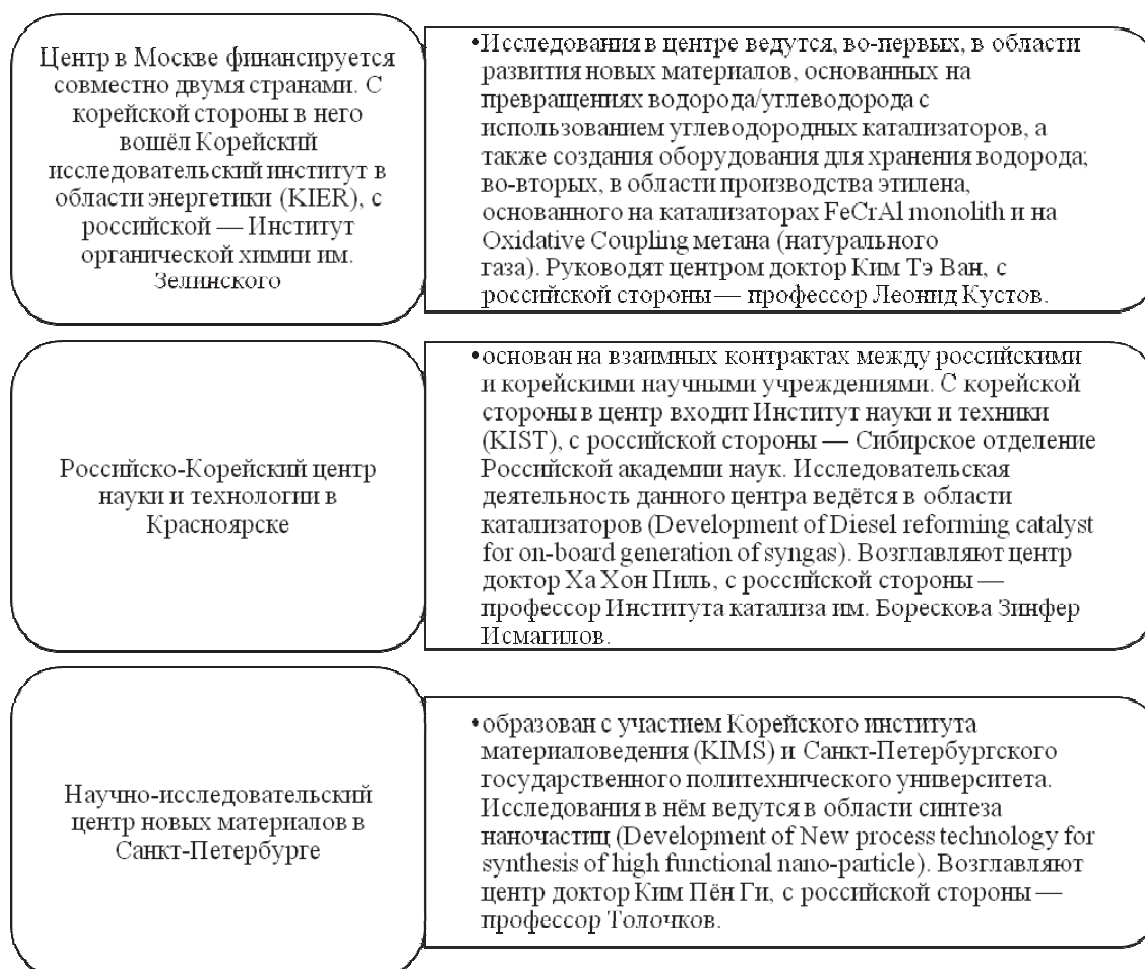 Центр в Москве финансируется
совместно двумя странами. С
корейской стороны в него
вошёл Корейский
исследовательский институт в
области энергетики (KIER), с
российской — Институт
органической химии им.
Зелинского
•Исследования в центре ведутся, во-первых, в области
развития новых материалов, основанных на
превращениях водорода/углеводорода с
использованием углеводородных катализаторов, а
также создания оборудования для хранения водорода;
во-вторых, в области производства этилена,
основанного на катализаторах FeCrAl monolith и на
Oxidative Coupling метана (натурального
газа). Руководят центром доктор Ким Тэ Ван, с
российской стороны — профессор Леонид Кустов.
Российско-Корейский центр
науки и технологии в
Красноярске
•основан на взаимных контрактах между российскими
и корейскими научными учреждениями. С корейской
стороны в центр входит Институт науки и техники
(KIST), с российской стороны — Сибирское отделение
Российской академии наук. Исследовательская
деятельность данного центра ведётся в области
катализаторов (Development of Diesel reforming catalyst
for on-board generation of syngas). Возглавляют центр
доктор Ха Хон Пиль, с российской стороны —
профессор Института катализа им. Борескова Зинфер
Исмагилов.
Научно-исследовательский
центр новых материалов в
Санкт-Петербурге
•образован с участием Корейского института
материаловедения (KIMS) и Санкт-Петербургского
государственного политехнического университета.
Исследования в нём ведутся в области синтеза
наночастиц (Development of New process technology for
synthesis of high functional nano-particle). Возглавляют
центр доктор Ким Пён Ги, с российской стороны —
профессор Толочков.